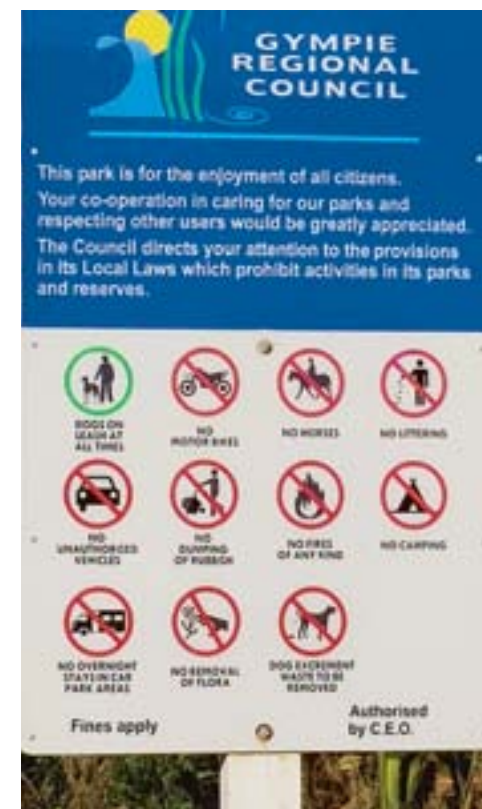 GYMPIE
REGIONAL
COUNCIL
This park is for the enjoyment of all citizens.
Your co-operation in caring for our parks and
respecting other users would be greatly appreciated.
The Council directs your attention to the provisions
in its Local Laws which prohibit activities in its parks
and reserves.
DOGS ON
LEASH AT
ALL TIMES
NO
MOTOR BIKES
NO HORSES
NO LITTERING
NO
UNAUTHORISED
VEHICLES
NO
DUMPING
OF RUBBISH
NO FIRES
OF ANY KIND
NO CAMPING
NO OVERNIGHT
STAYS IN CAR
PARK AREAS
NO REMOVAL
OF FLORA
DOG EXCREMENT
WASTE TO BE
REMOVED
Fines apply
Authorised
by C.E.O.